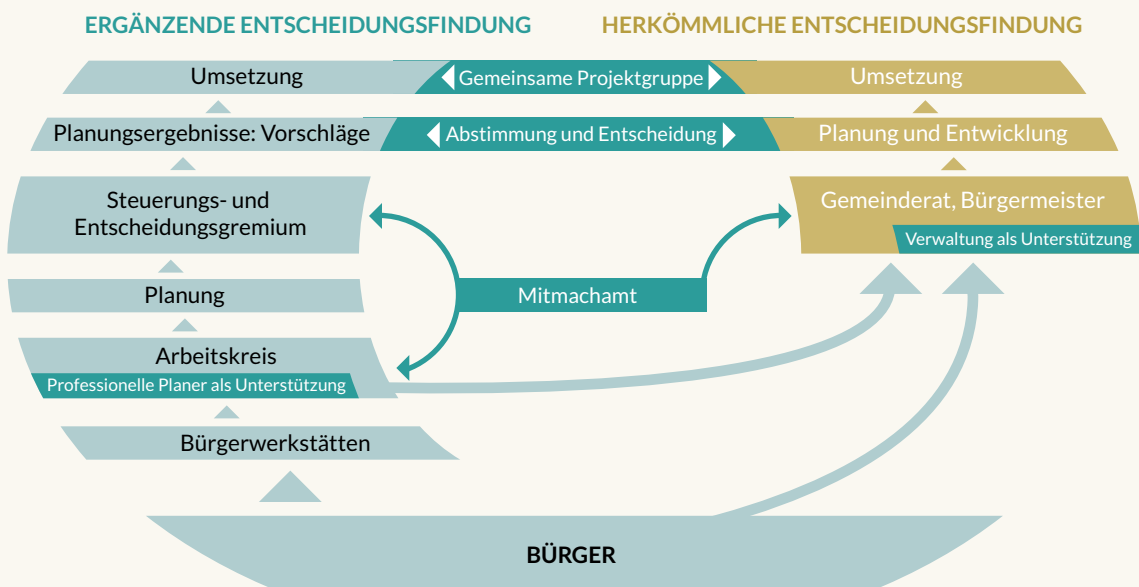 ERGÄNZENDE ENTSCHEIDUNGSFINDUNG
HERKÖMMLICHE ENTSCHEIDUNGSFINDUNG
Umsetzung
Gemeinsame Projektgruppe
Umsetzung
Planungsergebnisse: Vorschläge
Abstimmung und Entscheidung
Planung und Entwicklung
Steuerungs- und
Entscheidungsgremium
Gemeinderat, Bürgermeister
Verwaltung als Unterstützung
Planung
Mitmachamt
Arbeitskreis
Professionelle Planer als Unterstützung
Bürgerwerkstätten
BÜRGER